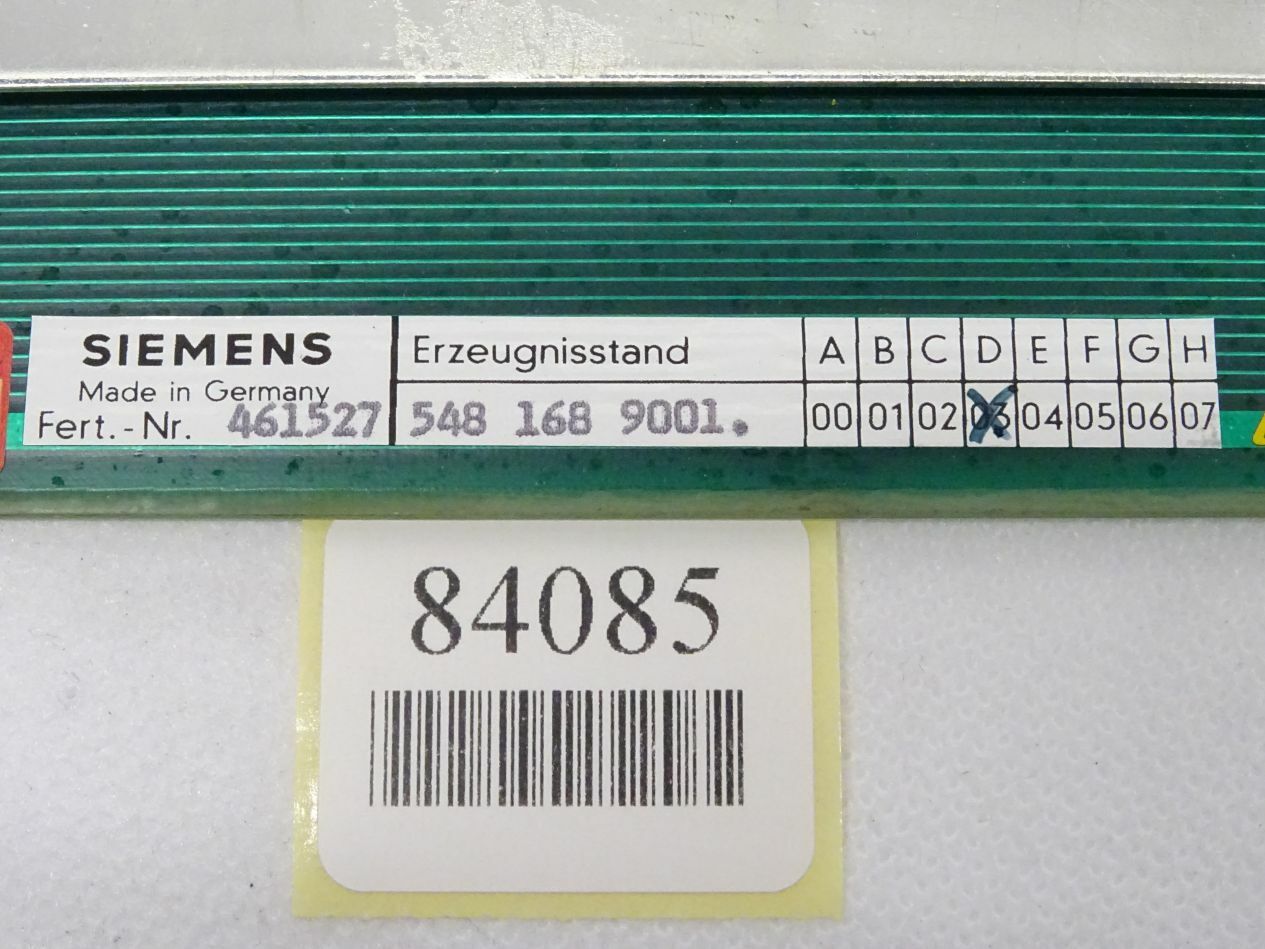 SIEMENS
Made in Germany
Fert.-Nr. 461527
Erzeugnisstand A B C D E F G H
548 168 9001. 00 01 02 03 04 05 06 07
84085